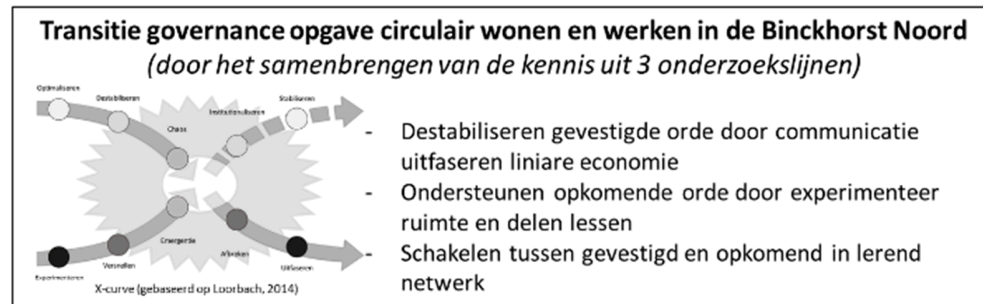 Transitie governance opgave circulair wonen en werken in de Binckhorst Noord
(door het samenbrengen van de kennis uit 3 onderzoekslijnen)
Optimaliseren
Destabiliseren
Chaos
Institutionaliseren
Stabiliseren
Experimenteren
Versnellen
Emergentie
Afbreken
Uitfaseren
X-curve (gebaseerd op Loorbach, 2014)
- Destabiliseren gevestigde orde door communicatie
uitfaseren liniare economie
- Ondersteunen opkomende orde door experimenteer
ruimte en delen lessen
- Schakelen tussen gevestigd en opkomend in lerend
netwerk